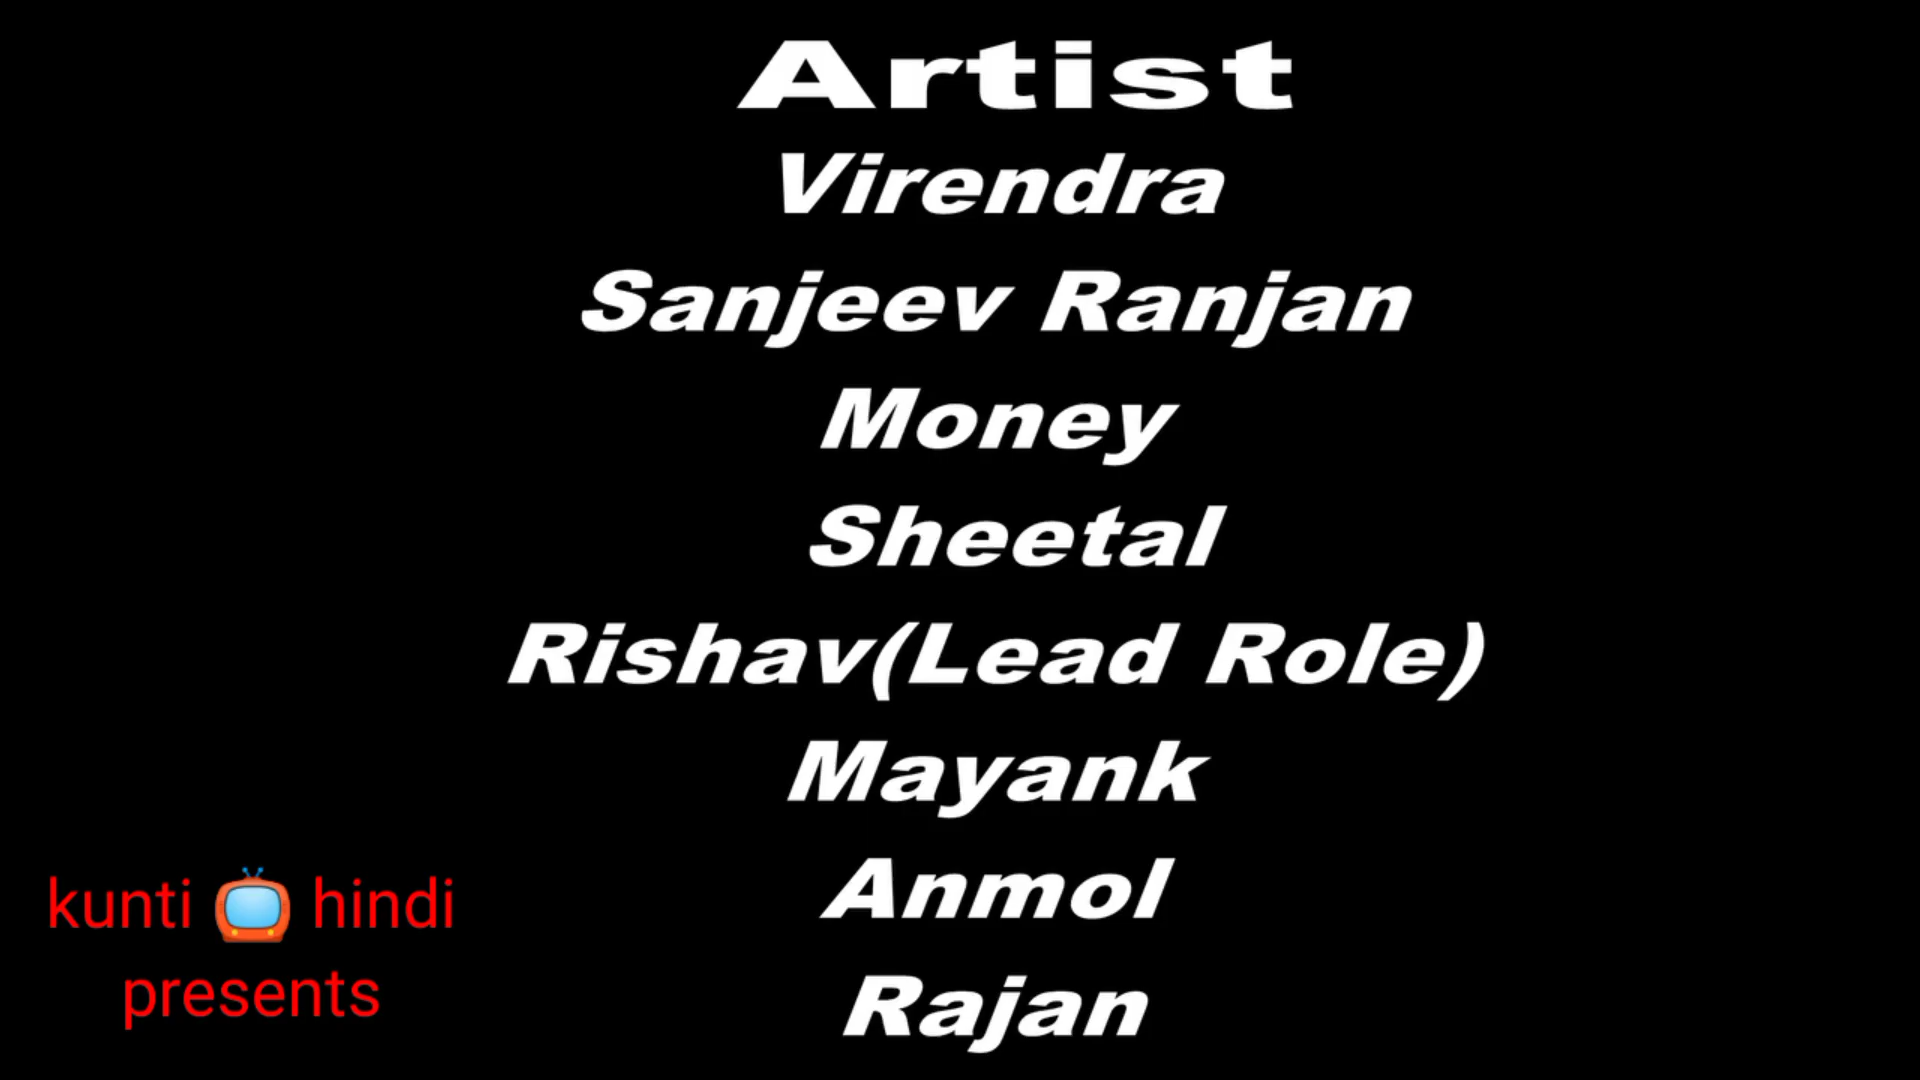 Artist
Virendra
Sanjeev Ranjan
Money
Sheetal
Rishav(Lead Role)
Mayank
Anmol
Rajan
kunti 📺 hindi
presents